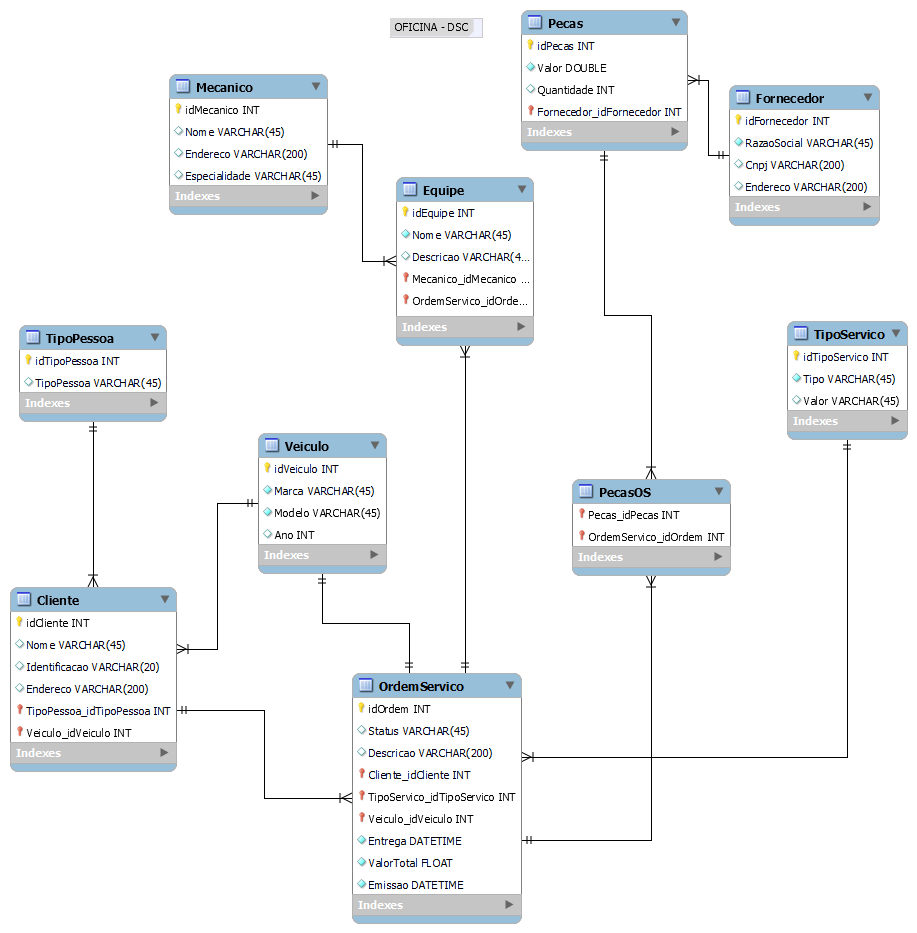 OFICINA - DSC
Pecas
idPecas INT
Valor DOUBLE
Quantidade INT
Fornecedor_idFornecedor INT
Indexes
Fornecedor
idFornecedor INT
RazaoSocial VARCHAR(45)
Cnpj VARCHAR(200)
Endereco VARCHAR(200)
Indexes
Mecanico
idMecanico INT
Nome VARCHAR(45)
Endereco VARCHAR(200)
Especialidade VARCHAR(45)
Indexes
Equipe
idEquipe INT
Nome VARCHAR(45)
Descricao VARCHAR(4...
Mecanico_idMecanico ...
OrdemServico_idOrde...
Indexes
TipoPessoa
idTipoPessoa INT
TipoPessoa VARCHAR(45)
Indexes
TipoServico
idTipoServico INT
Tipo VARCHAR(45)
Valor VARCHAR(45)
Indexes
Veiculo
idVeiculo INT
Marca VARCHAR(45)
Modelo VARCHAR(45)
Ano INT
Indexes
PecasOS
Pecas_idPecas INT
OrdemServico_idOrdem INT
Indexes
Cliente
idCliente INT
Nome VARCHAR(45)
Identificacao VARCHAR(20)
Endereco VARCHAR(200)
TipoPessoa_idTipoPessoa INT
Veiculo_idVeiculo INT
Indexes
OrdemServico
idOrdem INT
Status VARCHAR(45)
Descricao VARCHAR(200)
Cliente_idCliente INT
TipoServico_idTipoServico INT
Veiculo_idVeiculo INT
Entrega DATETIME
ValorTotal FLOAT
Emissao DATETIME
Indexes